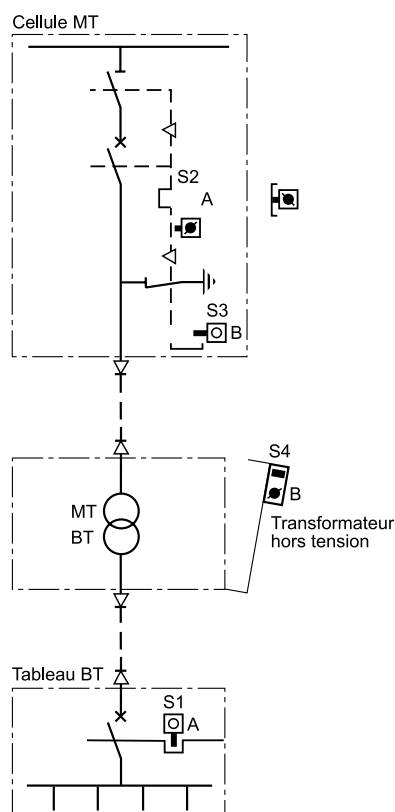 Cellule MT
S2
A
S3
B
S4
B
MT
BT
Transformateur
hors tension
Tableau BT
S1
A